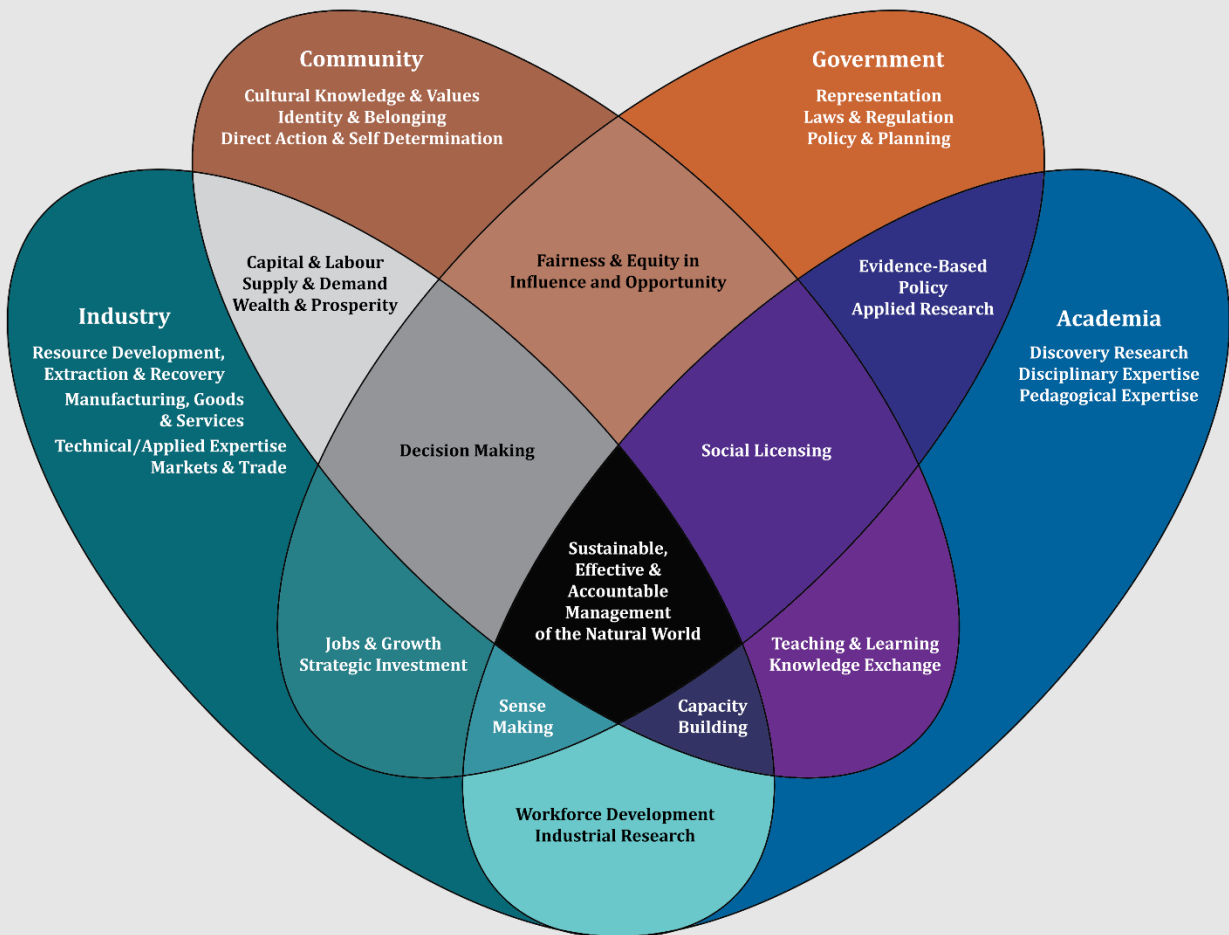 Community
Cultural Knowledge & Values
Identity & Belonging
Direct Action & Self Determination
Government
Representation
Laws & Regulation
Policy & Planning
Industry
Resource Development,
Extraction & Recovery
Manufacturing, Goods
& Services
Technical/Applied Expertise
Markets & Trade
Capital & Labour
Supply & Demand
Wealth & Prosperity
Fairness & Equity in
Influence and Opportunity
Evidence-Based
Policy
Applied Research
Academia
Discovery Research
Disciplinary Expertise
Pedagogical Expertise
Decision Making
Social Licensing
Sustainable,
Effective &
Accountable
Management
of the Natural World
Jobs & Growth
Strategic Investment
Teaching & Learning
Knowledge Exchange
Sense
Making
Capacity
Building
Workforce Development
Industrial Research